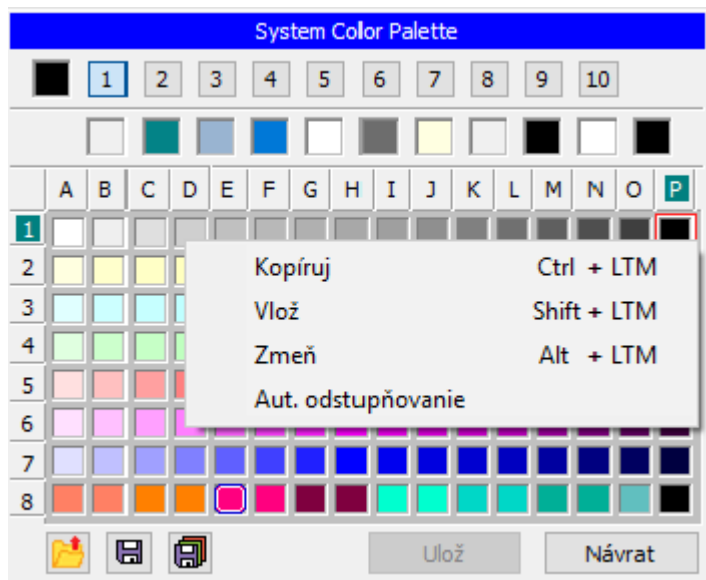 System Color Palette
1 2 3 4 5 6 7 8 9 10
A B C D E F G H I J K L M N O P
1
2
Kopíruj Ctrl + LTM
3
Vlož Shift + LTM
4
Zmeň Alt + LTM
5
Aut. odstupňovanie
6
7
8
Ulož Návrat